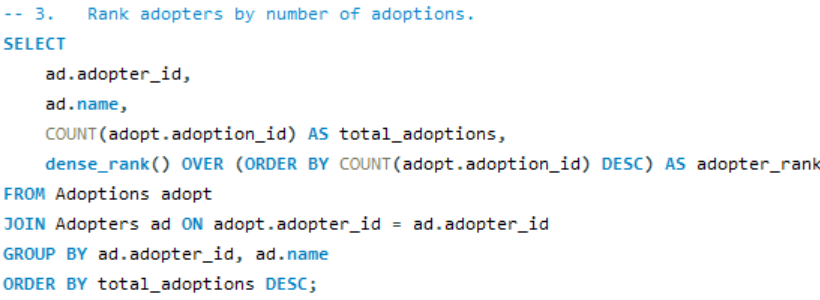 -- 3.   Rank adopters by number of adoptions.
SELECT
    ad.adopter_id,
    ad.name,
    COUNT(adopt.adoption_id) AS total_adoptions,
    dense_rank() OVER (ORDER BY COUNT(adopt.adoption_id) DESC) AS adopter_rank
FROM Adoptions adopt
JOIN Adopters ad ON adopt.adopter_id = ad.adopter_id
GROUP BY ad.adopter_id, ad.name
ORDER BY total_adoptions DESC;